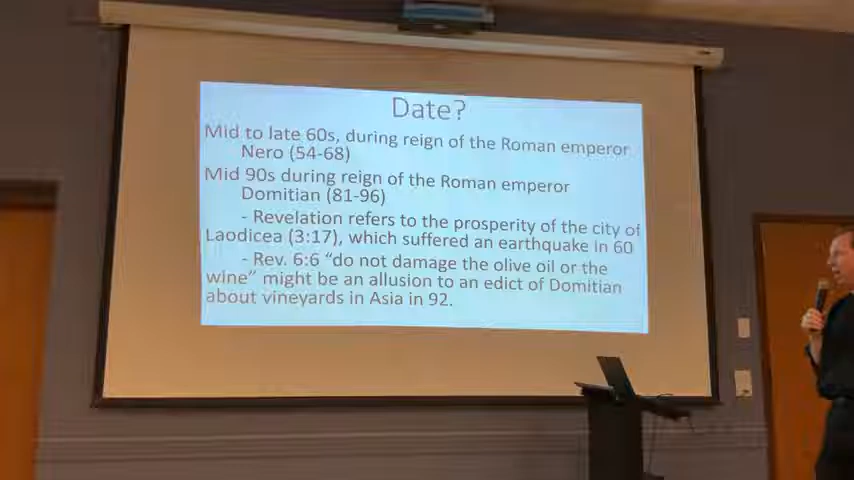 Date?
Mid to late 60s, during reign of the Roman emperor
Nero (54-68)
Mid 90s during reign of the Roman emperor
Domitian (81-96)
- Revelation refers to the prosperity of the city of
Laodicea (3:17), which suffered an earthquake in 60
- Rev. 6:6 “do not damage the olive oil or the
wine” might be an allusion to an edict of Domitian
about vineyards in Asia in 92.